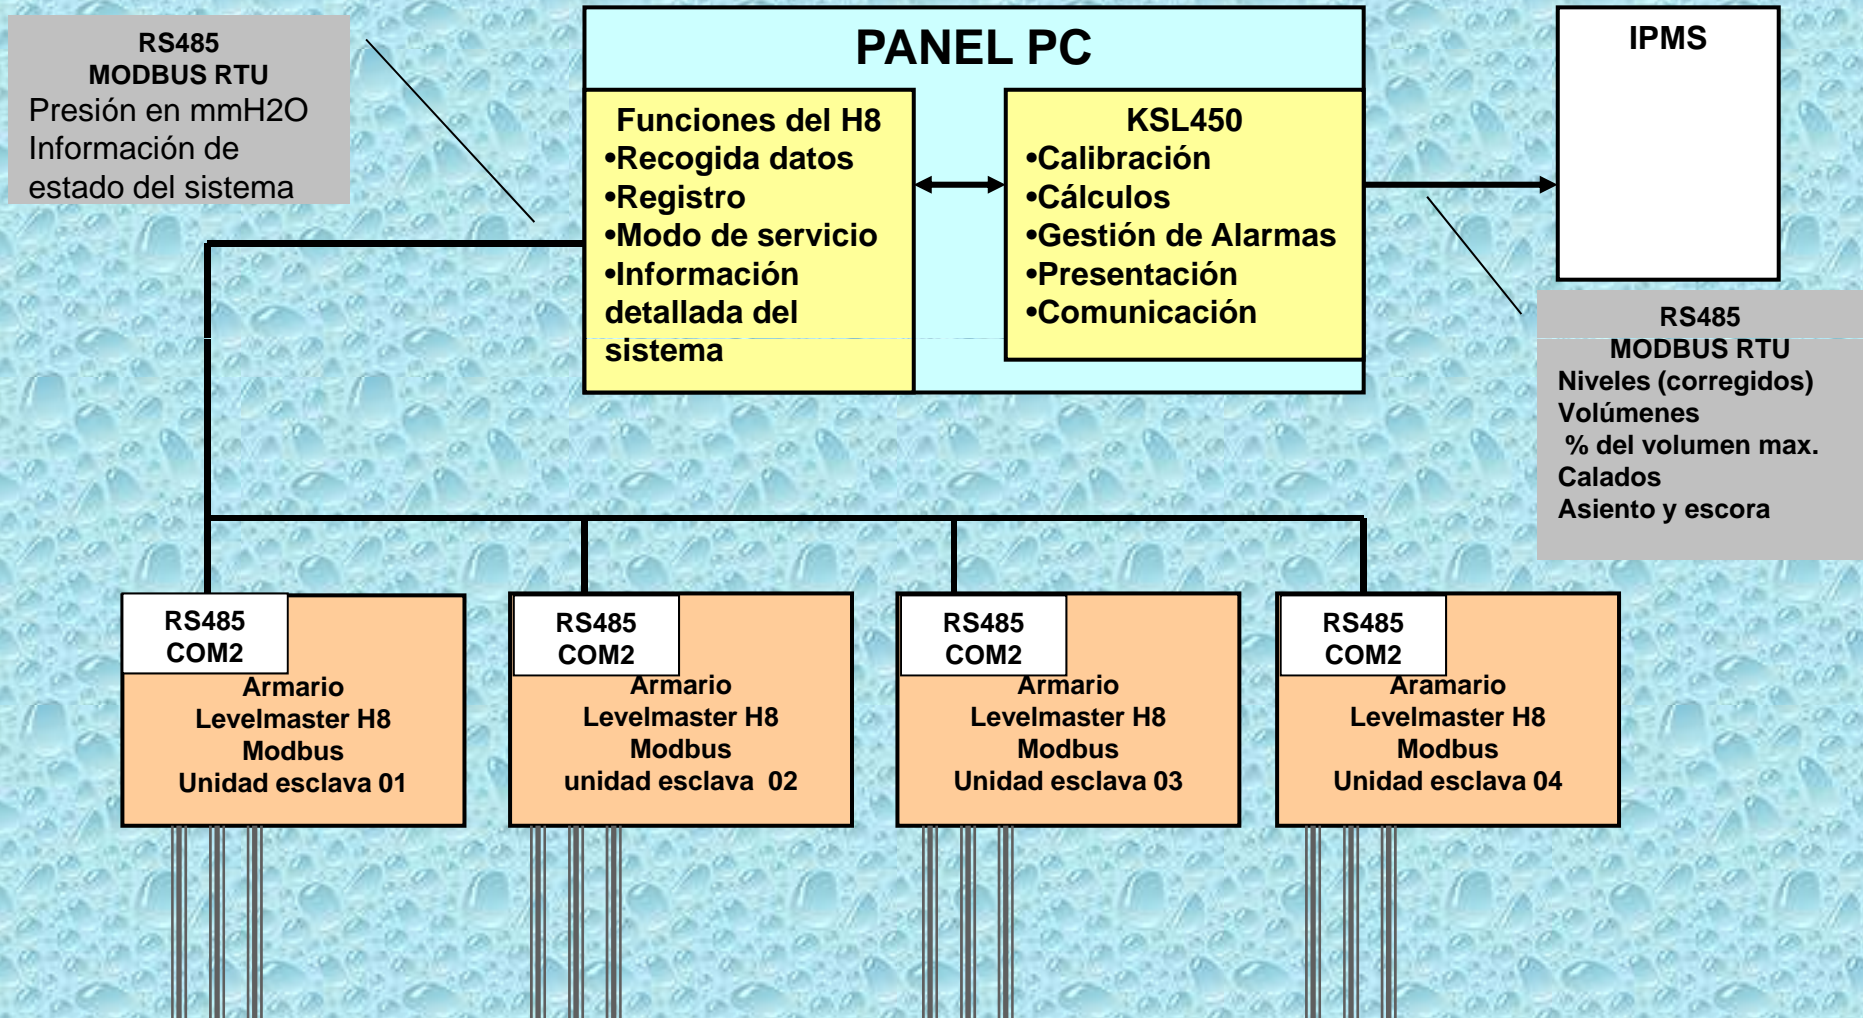 RS485
MODBUS RTU
Presión en mmH2O
Información de
estado del sistema
PANEL PC
Funciones del H8
•Recogida datos
•Registro
•Modo de servicio
•Información
detallada del
sistema
KSL450
•Calibración
•Cálculos
•Gestión de Alarmas
•Presentación
•Comunicación
IPMS
RS485
MODBUS RTU
Niveles (corregidos)
Volúmenes
% del volumen max.
Calados
Asiento y escora
RS485
COM2
Armario
Levelmaster H8
Modbus
Unidad esclava 01
RS485
COM2
Armario
Levelmaster H8
Modbus
unidad esclava 02
RS485
COM2
Armario
Levelmaster H8
Modbus
Unidad esclava 03
RS485
COM2
Aramario
Levelmaster H8
Modbus
Unidad esclava 04